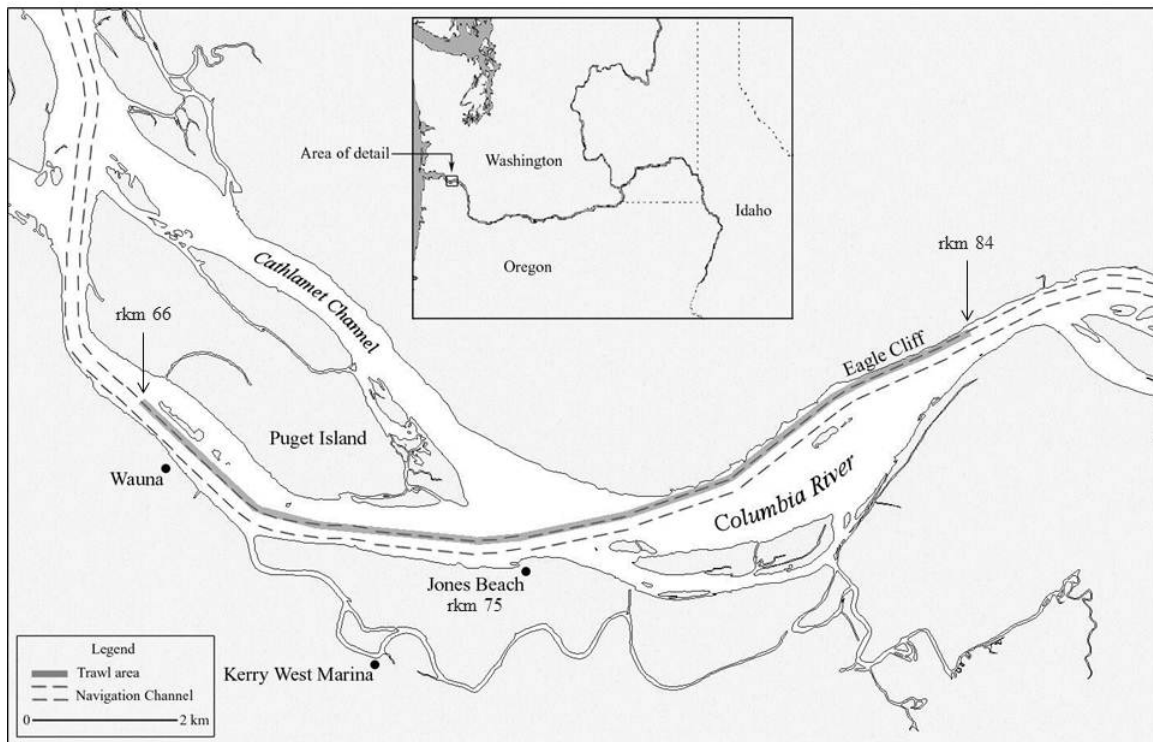 Area of detail
Washington
Idaho
Oregon
rkm 84
Cathlamet Channel
rkm 66
Eagle Cliff
Puget Island
Wauna
Columbia River
Jones Beach
rkm 75
Kerry West Marina
Legend
Trawl area
Navigation Channel
0 2 km